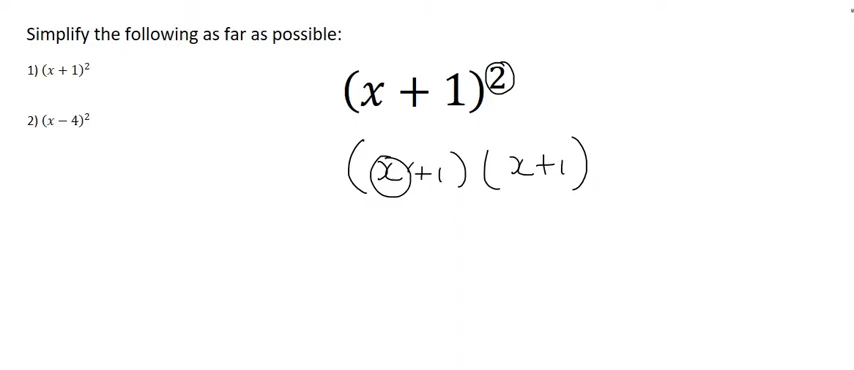 Simplify the following as far as possible:
1) (x + 1)²
(x + 1)²
2) (x − 4)²
(x+1) (x+1)